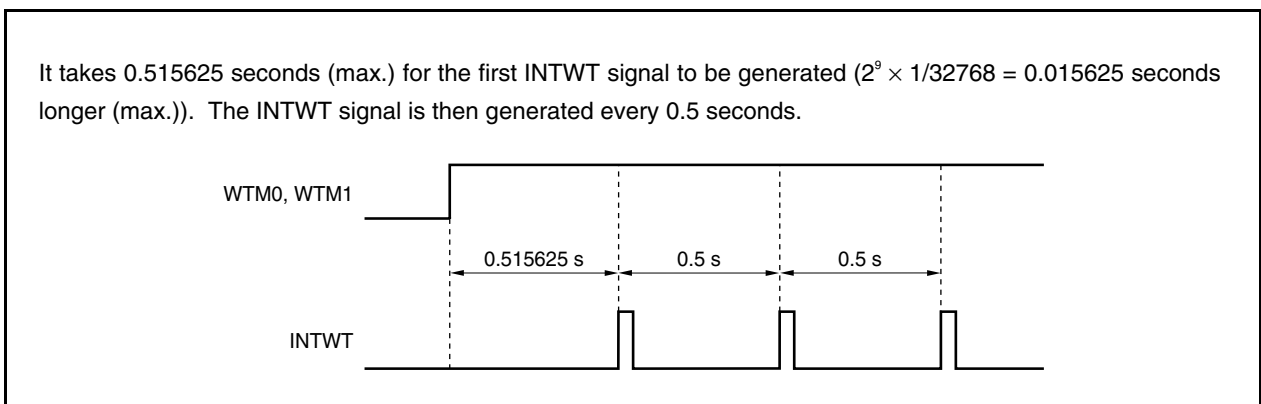 It takes 0.515625 seconds (max.) for the first INTWT signal to be generated (2⁹ × 1/32768 = 0.015625 seconds
longer (max.)).  The INTWT signal is then generated every 0.5 seconds.
WTM0, WTM1
0.515625 s
0.5 s
0.5 s
INTWT